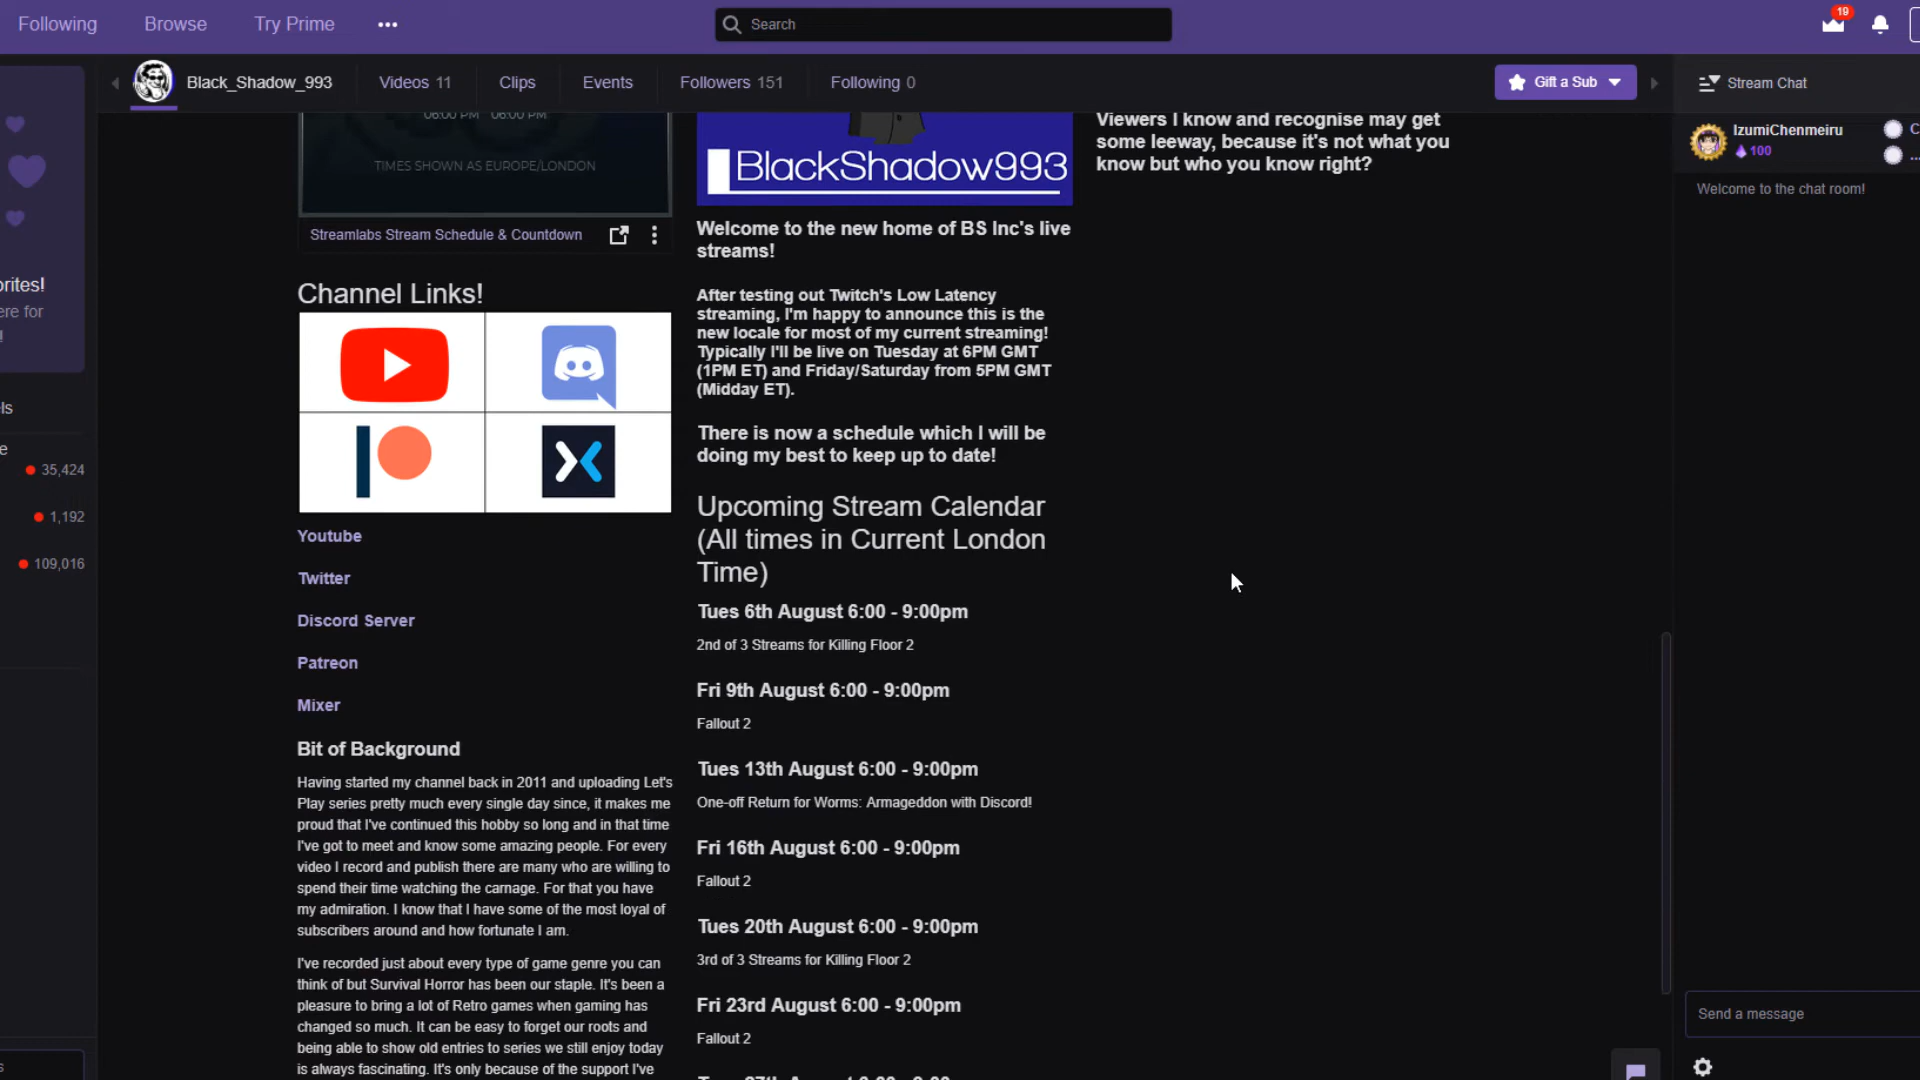 Following
Browse
Try Prime
Search
19
Black_Shadow_993
Videos 11
Clips
Events
Followers 151
Following 0
Gift a Sub
Stream Chat
06:00 PM 06:00 PM
TIMES SHOWN AS EUROPE/LONDON
Streamlabs Stream Schedule & Countdown
Channel Links!
Youtube
Twitter
Discord Server
Patreon
Mixer
Bit of Background
Having started my channel back in 2011 and uploading Let's
Play series pretty much every single day since, it makes me
proud that I've continued this hobby so long and in that time
I've got to meet and know some amazing people. For every
video I record and publish there are many who are willing to
spend their time watching the carnage. For that you have
my admiration. I know that I have some of the most loyal of
subscribers around and how fortunate I am.
I've recorded just about every type of game genre you can
think of but Survival Horror has been our staple. It's been a
pleasure to bring a lot of Retro games when gaming has
changed so much. It can be easy to forget our roots and
being able to show old entries to series we still enjoy today
is always fascinating. It's only because of the support I've
BlackShadow993
Welcome to the new home of BS Inc's live
streams!
After testing out Twitch's Low Latency
streaming, I'm happy to announce this is the
new locale for most of my current streaming!
Typically I'll be live on Tuesday at 6PM GMT
(1PM ET) and Friday/Saturday from 5PM GMT
(Midday ET).
There is now a schedule which I will be
doing my best to keep up to date!
Upcoming Stream Calendar
(All times in Current London
Time)
Tues 6th August 6:00 - 9:00pm
2nd of 3 Streams for Killing Floor 2
Fri 9th August 6:00 - 9:00pm
Fallout 2
Tues 13th August 6:00 - 9:00pm
One-off Return for Worms: Armageddon with Discord!
Fri 16th August 6:00 - 9:00pm
Fallout 2
Tues 20th August 6:00 - 9:00pm
3rd of 3 Streams for Killing Floor 2
Fri 23rd August 6:00 - 9:00pm
Fallout 2
Viewers I know and recognise may get
some leeway, because it's not what you
know but who you know right?
IzumiChenmeiru
100
Welcome to the chat room!
Send a message
35,424
1,192
109,016